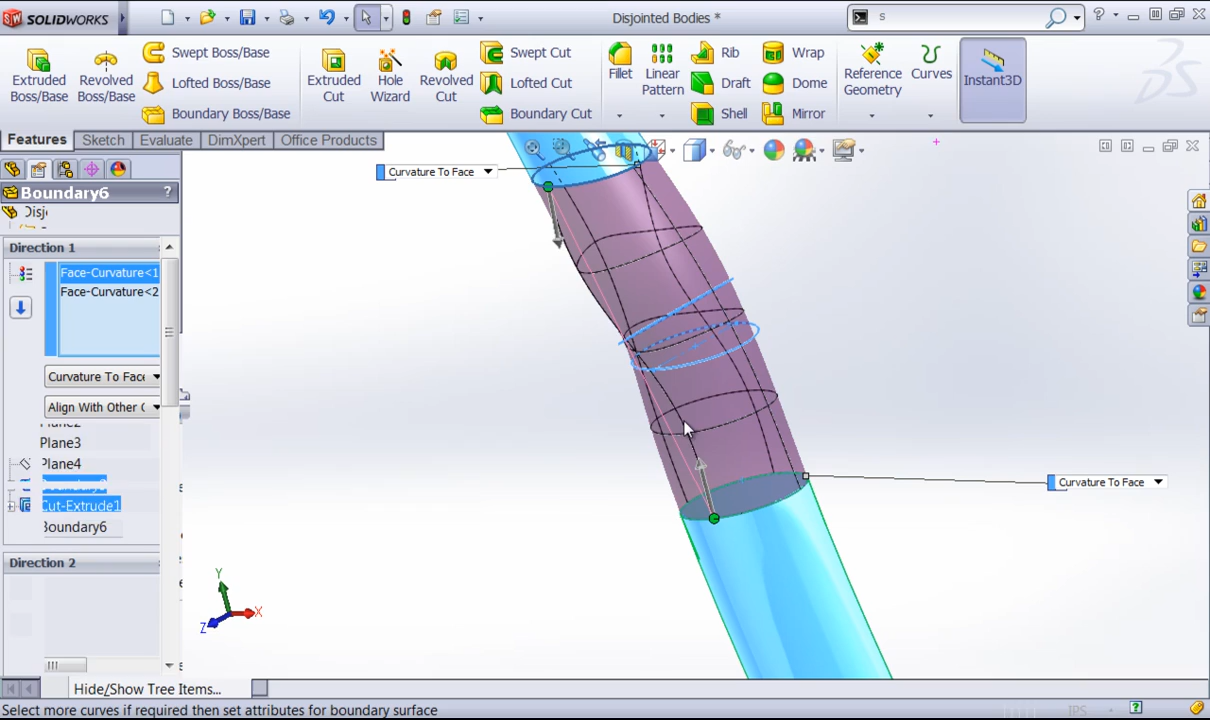 SOLIDWORKS
Disjointed Bodies *
s
Extruded Boss/Base
Revolved Boss/Base
Swept Boss/Base
Lofted Boss/Base
Boundary Boss/Base
Extruded Cut
Hole Wizard
Revolved Cut
Swept Cut
Lofted Cut
Boundary Cut
Fillet
Linear Pattern
Rib
Draft
Shell
Wrap
Dome
Mirror
Reference Geometry
Curves
Instant3D
Features
Sketch
Evaluate
DimXpert
Office Products
Boundary6
?
Disj
Direction 1
Face-Curvature<1
Face-Curvature<2
Curvature To Face
Align With Other (
Plane3
Plane4
Cut-Extrude1
Boundary6
Direction 2
Hide/Show Tree Items...
Curvature To Face
Curvature To Face
Y
X
Z
Select more curves if required then set attributes for boundary surface
IPS